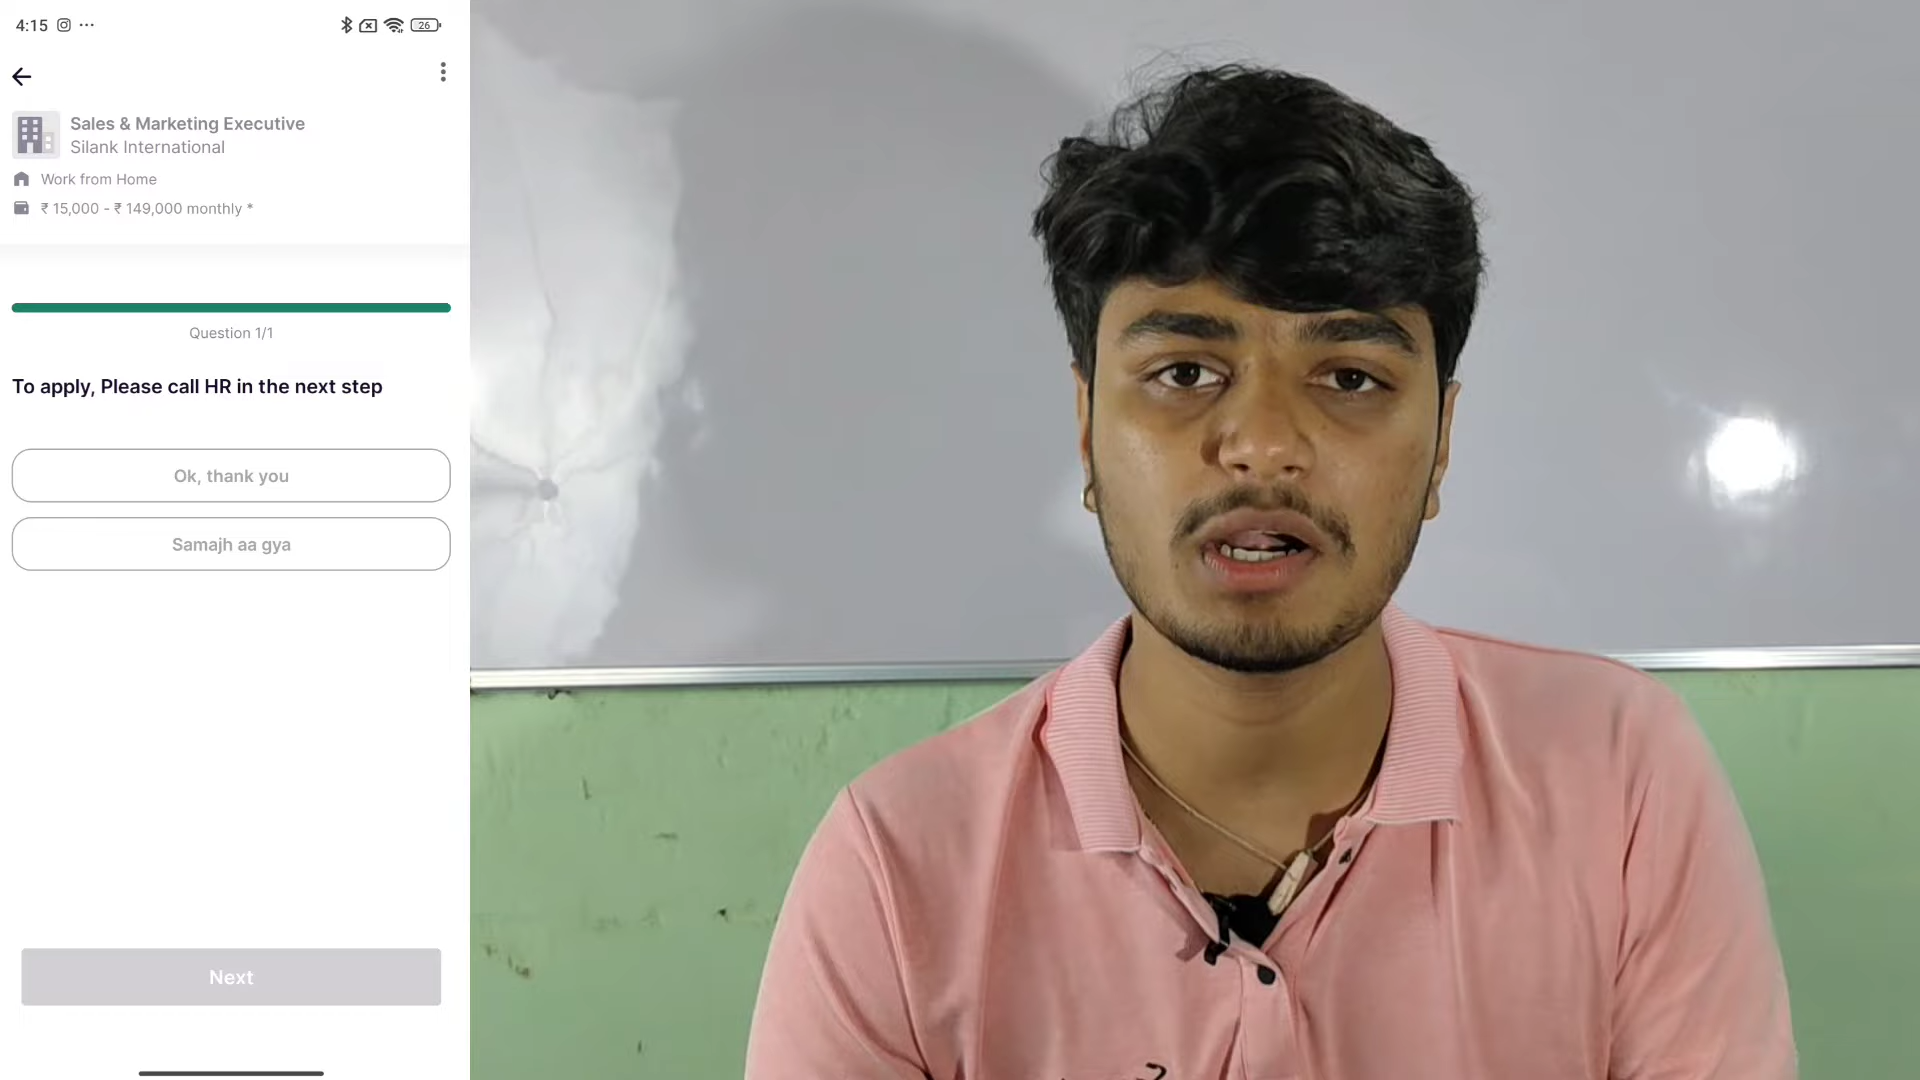 4:15
26
Sales & Marketing Executive
Silank International
Work from Home
₹ 15,000 - ₹ 149,000 monthly *
Question 1/1
To apply, Please call HR in the next step
Ok, thank you
Samajh aa gya
Next